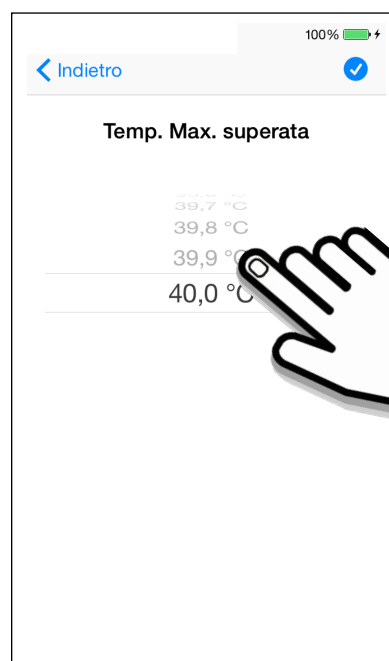 100%
Indietro
Temp. Max. superata
39,7 °C
39,8 °C
39,9 °C
40,0 °C